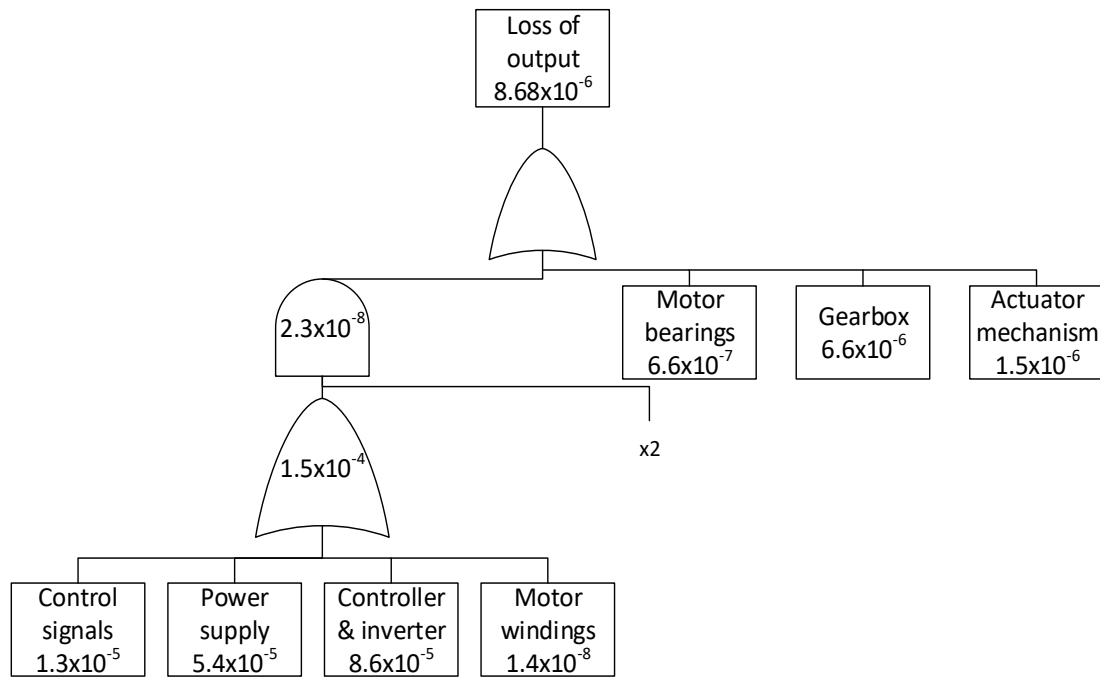 Loss of
output
8.68x10⁻⁶
2.3x10⁻⁸
Motor
bearings
6.6x10⁻⁷
Gearbox
6.6x10⁻⁶
Actuator
mechanism
1.5x10⁻⁶
x2
1.5x10⁻⁴
Control
signals
1.3x10⁻⁵
Power
supply
5.4x10⁻⁵
Controller
& inverter
8.6x10⁻⁵
Motor
windings
1.4x10⁻⁸